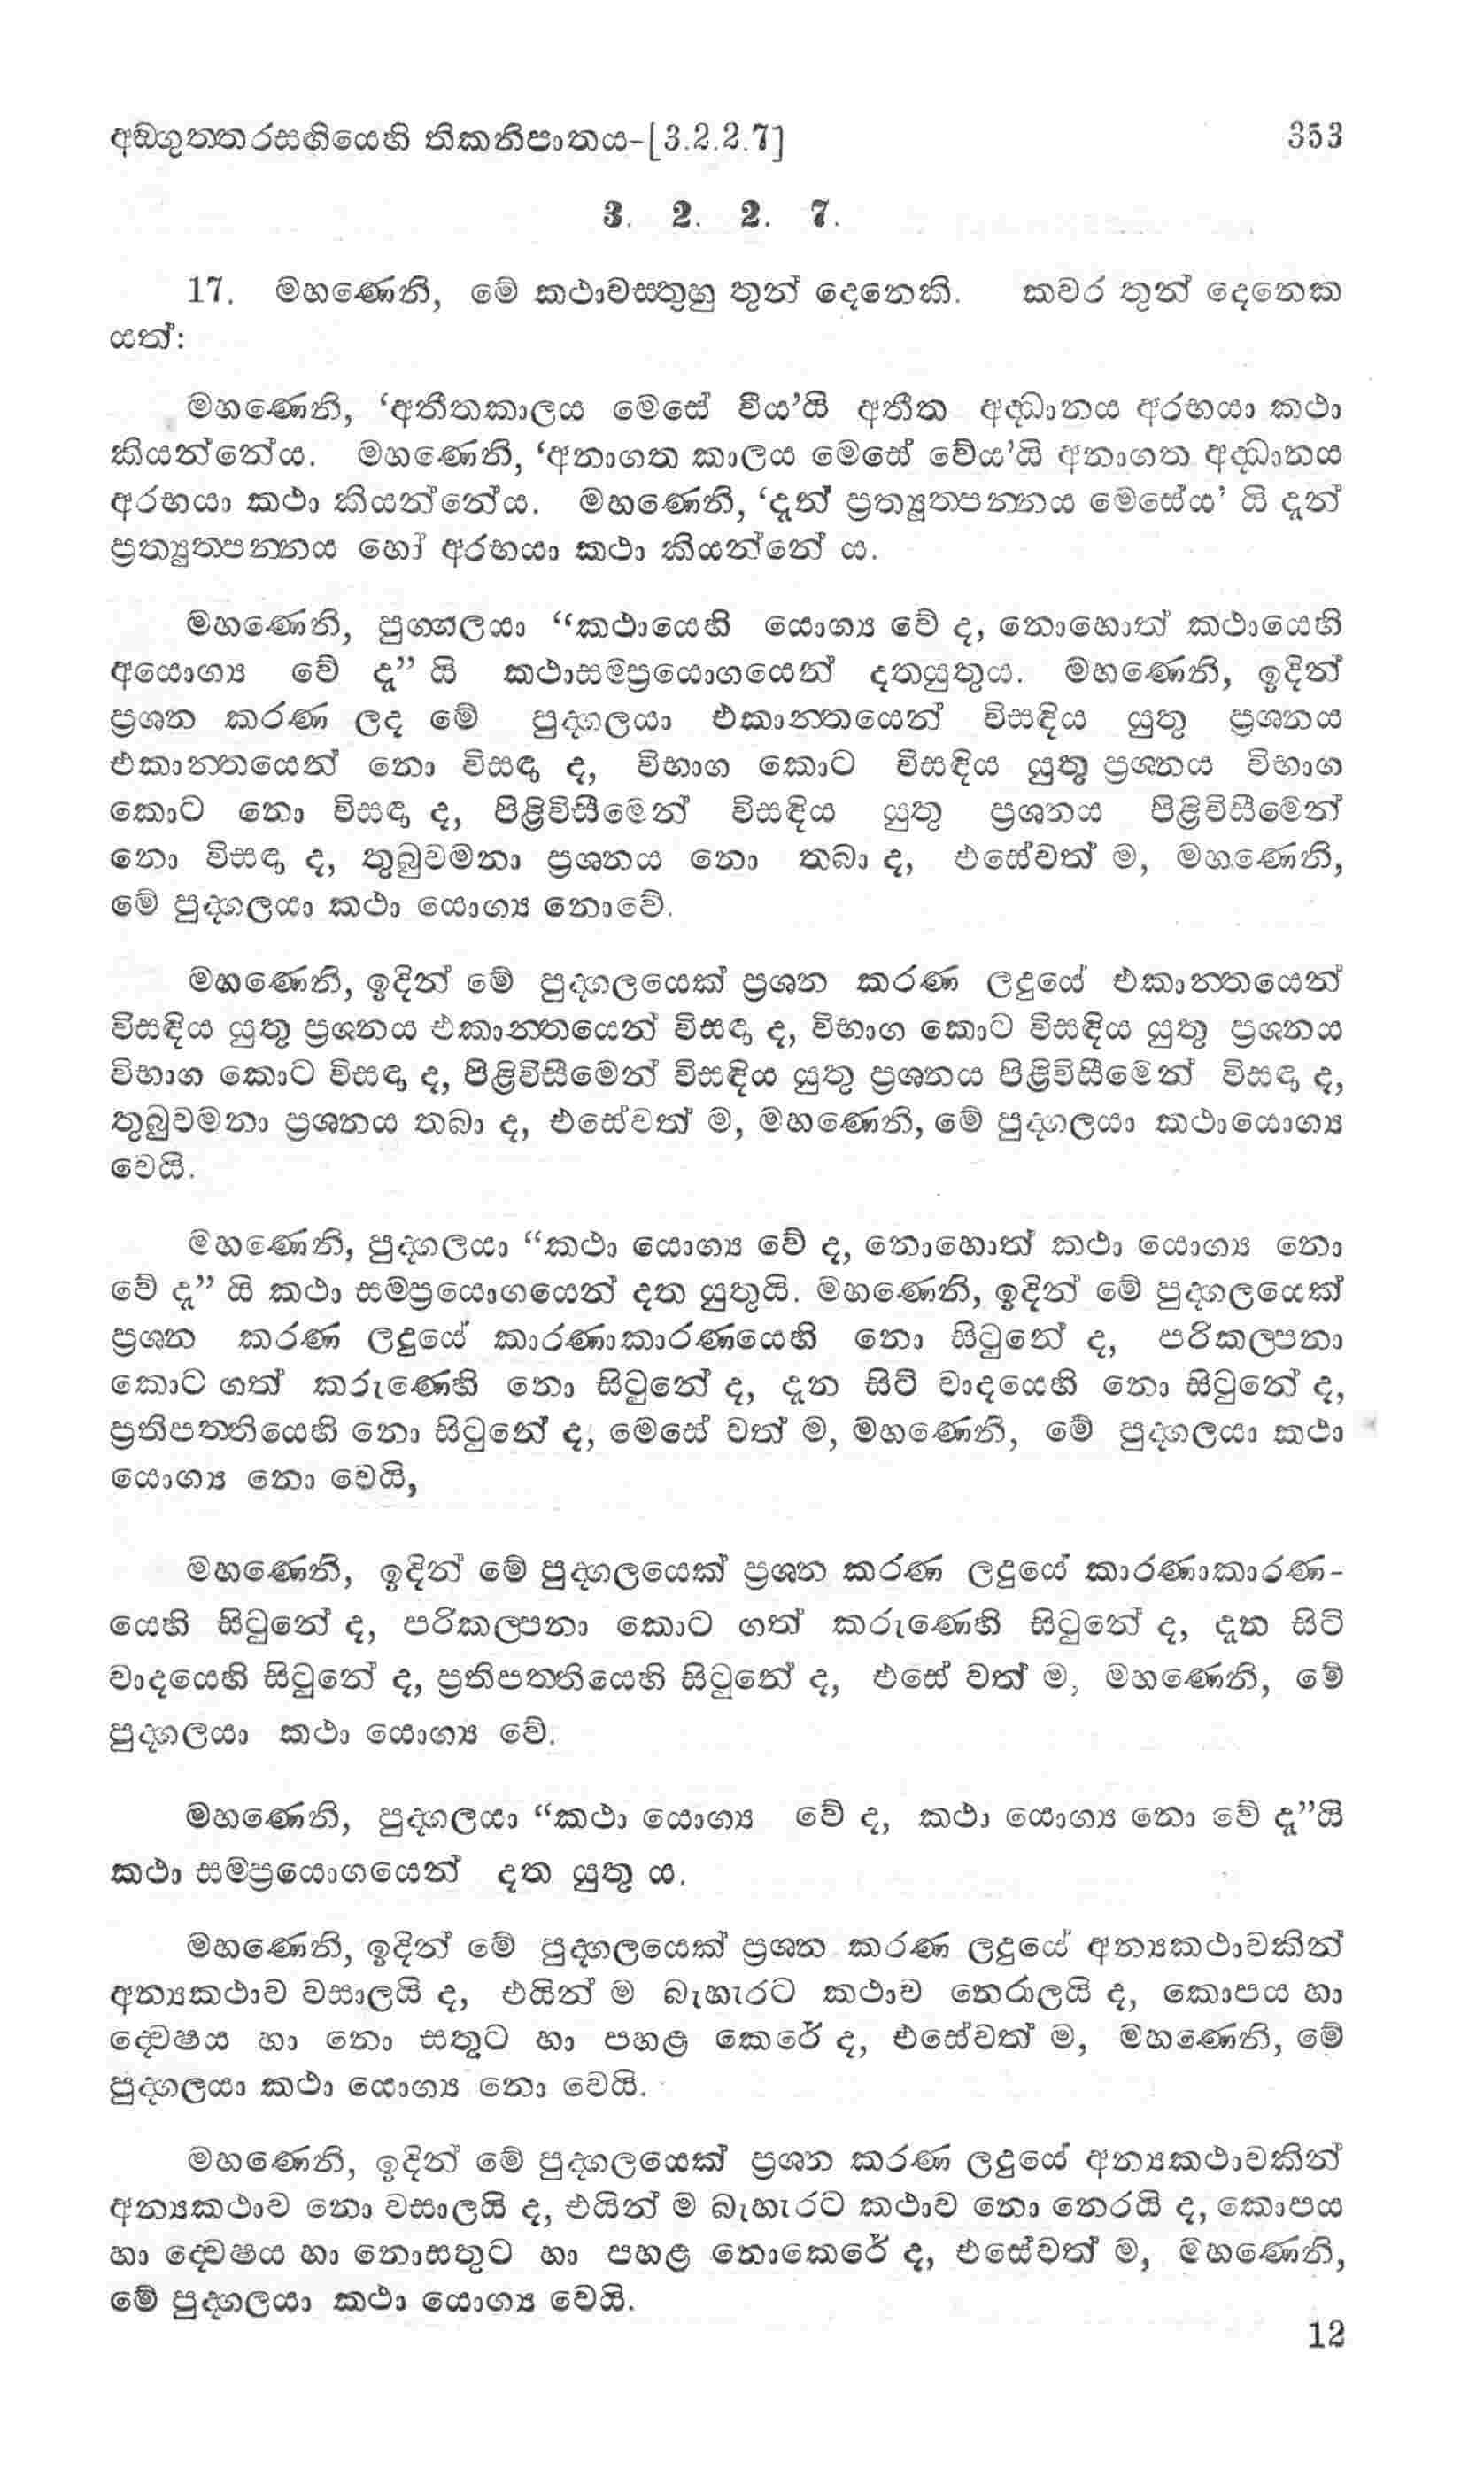 අඞ්ගුත්තරසඟියෙහි තිකනිපාතය-[3.2.2.7] 353
3. 2. 2. 7.
17. මහණෙනි, මේ කථාවස්තුහු තුන් දෙනෙකි. කවර තුන් දෙනෙක
යත්:
මහණෙනි, ‘අතීතකාලය මෙසේ වීය’යි අතීත අද්ධානය අරභයා කථා
කියන්නේය. මහණෙනි, ‘අනාගත කාලය මෙසේ වේය’යි අනාගත අද්ධානය
අරභයා කථා කියන්නේය. මහණෙනි, ‘දැන් ප්‍රත්‍යුත්පන්නය මෙසේය’ යි දැන්
ප්‍රත්‍යුත්පන්නය හෝ අරභයා කථා කියන්නේ ය.
මහණෙනි, පුග්ගලයා “කථායෙහි යොග්‍ය වේ ද, නොහොත් කථායෙහි
අයොග්‍ය වේ දැ” යි කථාසම්ප්‍රයොගයෙන් දතයුතුය. මහණෙනි, ඉදින්
ප්‍රශ්න කරණ ලද මේ පුද්ගලයා එකාන්තයෙන් විසඳිය යුතු ප්‍රශ්නය
එකාන්තයෙන් නො විසඳා ද, විභාග කොට විසඳිය යුතු ප්‍රශ්නය විභාග
කොට නො විසඳා ද, පිළිවිසීමෙන් විසඳිය යුතු ප්‍රශ්නය පිළිවිසීමෙන්
නො විසඳා ද, තුබුවමනා ප්‍රශ්නය නො තබා ද, එසේවත් ම, මහණෙනි,
මේ පුද්ගලයා කථා යොග්‍ය නොවේ.
මහණෙනි, ඉදින් මේ පුද්ගලයෙක් ප්‍රශ්න කරණ ලදුයේ එකාන්තයෙන්
විසඳිය යුතු ප්‍රශ්නය එකාන්තයෙන් විසඳා ද, විභාග කොට විසඳිය යුතු ප්‍රශ්නය
විභාග කොට විසඳා ද, පිළිවිසීමෙන් විසඳිය යුතු ප්‍රශ්නය පිළිවිසීමෙන් විසඳා ද,
තුබුවමනා ප්‍රශ්නය තබා ද, එසේවත් ම, මහණෙනි, මේ පුද්ගලයා කථායොග්‍ය
වෙයි.
මහණෙනි, පුද්ගලයා “කථා යොග්‍ය වේ ද, නොහොත් කථා යොග්‍ය නො
වේ දැ” යි කථා සම්ප්‍රයොගයෙන් දත යුතුයි. මහණෙනි, ඉදින් මේ පුද්ගලයෙක්
ප්‍රශ්න කරණ ලදුයේ කාරණාකාරණයෙහි නො සිටුනේ ද, පරිකල්පනා
කොට ගත් කරුණෙහි නො සිටුනේ ද, දැන සිටි වාදයෙහි නො සිටුනේ ද,
ප්‍රතිපත්තියෙහි නො සිටුනේ ද, මෙසේ වත් ම, මහණෙනි, මේ පුද්ගලයා කථා
යොග්‍ය නො වෙයි,
මහණෙනි, ඉදින් මේ පුද්ගලයෙක් ප්‍රශ්න කරණ ලදුයේ කාරණාකාරණ-
යෙහි සිටුනේ ද, පරිකල්පනා කොට ගත් කරුණෙහි සිටුනේ ද, දැන සිටි
වාදයෙහි සිටුනේ ද, ප්‍රතිපත්තියෙහි සිටුනේ ද, එසේ වත් ම, මහණෙනි, මේ
පුද්ගලයා කථා යොග්‍ය වේ.
මහණෙනි, පුද්ගලයා “කථා යොග්‍ය වේ ද, කථා යොග්‍ය නො වේ දැ”යි
කථා සම්ප්‍රයොගයෙන් දත යුතු ය.
මහණෙනි, ඉදින් මේ පුද්ගලයෙක් ප්‍රශ්න කරණ ලදුයේ අන්‍යකථාවකින්
අන්‍යකථාව වසාලයි ද, එයින් ම බැහැරට කථාව නෙරාලයි ද, කොපය හා
ද්වෙෂය හා නො සතුට හා පහළ කෙරේ ද, එසේවත් ම, මහණෙනි, මේ
පුද්ගලයා කථා යොග්‍ය නො වෙයි.
මහණෙනි, ඉදින් මේ පුද්ගලයෙක් ප්‍රශ්න කරණ ලදුයේ අන්‍යකථාවකින්
අන්‍යකථාව නො වසාලයි ද, එයින් ම බැහැරට කථාව නො නෙරයි ද, කොපය
හා ද්වෙෂය හා නොසතුට හා පහළ නොකෙරේ ද, එසේවත් ම, මහණෙනි,
මේ පුද්ගලයා කථා යොග්‍ය වෙයි.
12